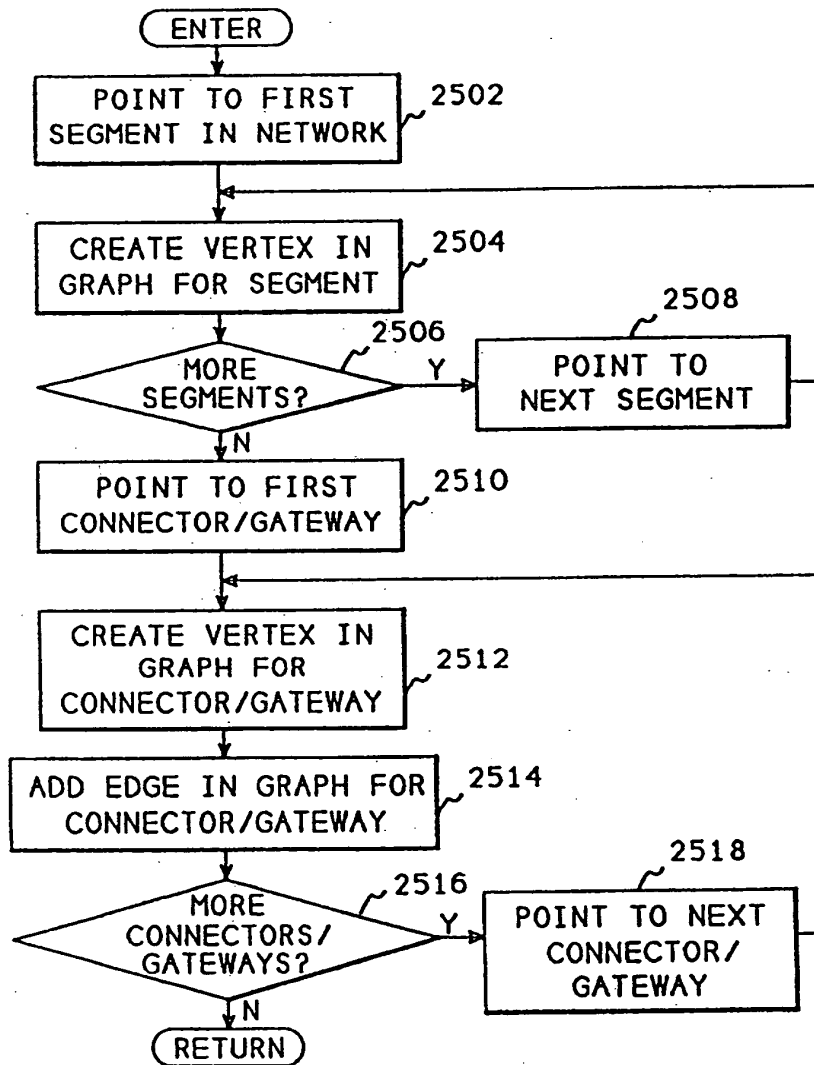 ENTER
POINT TO FIRST
SEGMENT IN NETWORK
2502
CREATE VERTEX IN
GRAPH FOR SEGMENT
2504
MORE
SEGMENTS?
2506
Y
POINT TO
NEXT SEGMENT
2508
N
POINT TO FIRST
CONNECTOR/GATEWAY
2510
CREATE VERTEX IN
GRAPH FOR
CONNECTOR/GATEWAY
2512
ADD EDGE IN GRAPH FOR
CONNECTOR/GATEWAY
2514
MORE
CONNECTORS/
GATEWAYS?
2516
Y
POINT TO NEXT
CONNECTOR/
GATEWAY
2518
N
RETURN